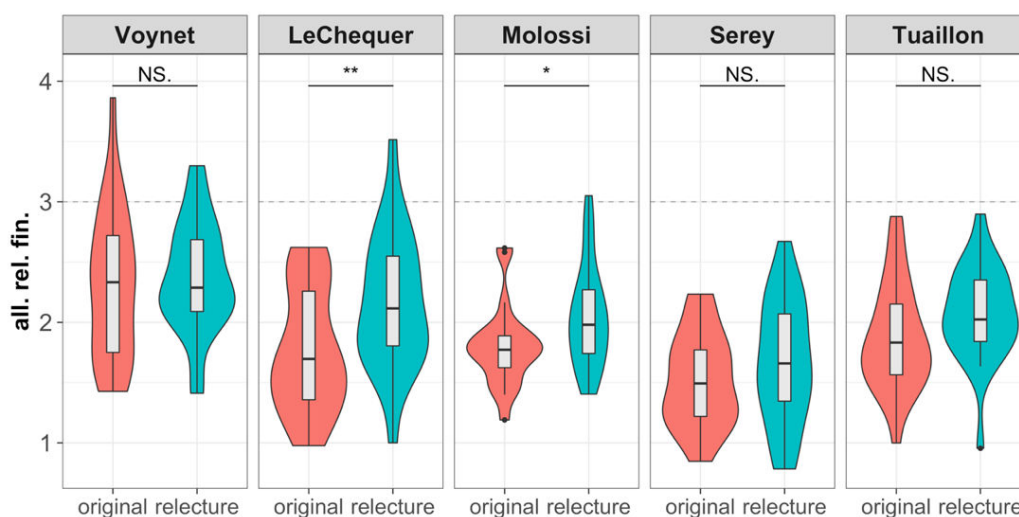 Voynet LeChequer Molossi Serey Tuaillon
NS. ** * NS. NS.
4
3
2
1
all. rel. fin.
original relecture original relecture original relecture original relecture original relecture